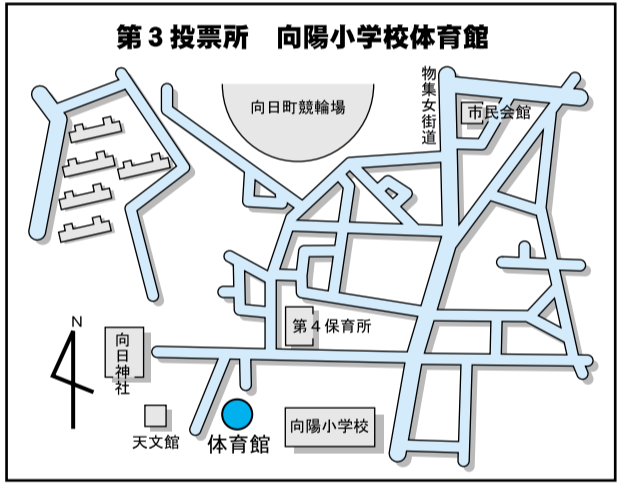 第3投票所　向陽小学校体育館
向日町競輪場
物集女街道
市民会館
第4保育所
N
向日神社
天文館
体育館
向陽小学校